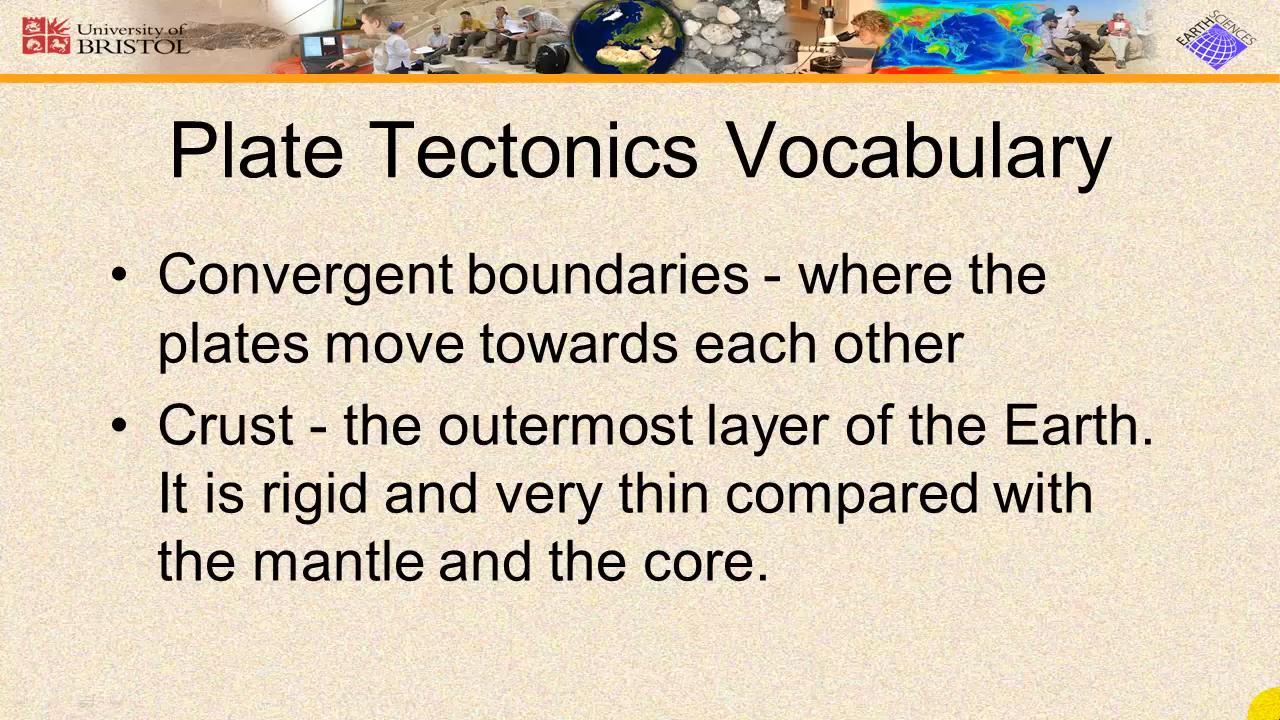 University of
BRISTOL
EARTH SCIENCES
Plate Tectonics Vocabulary
• Convergent boundaries - where the
plates move towards each other
• Crust - the outermost layer of the Earth.
It is rigid and very thin compared with
the mantle and the core.